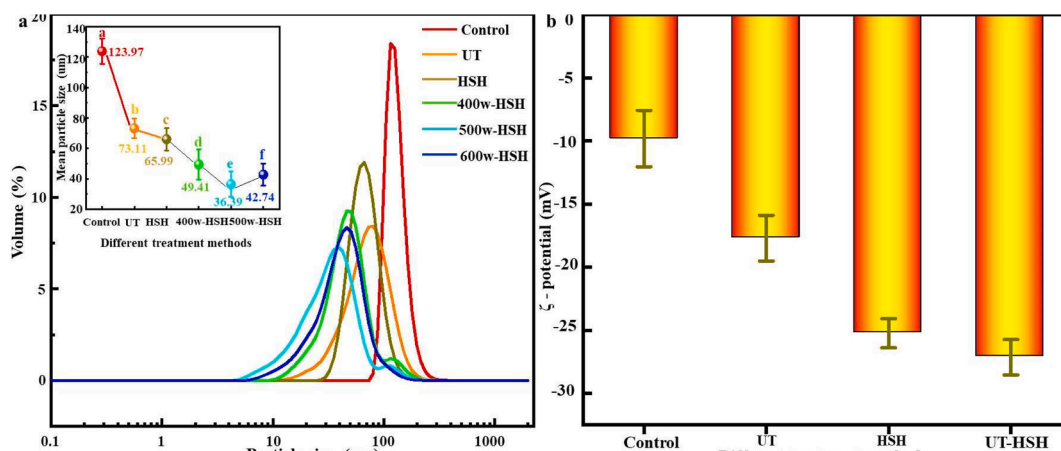 a
20
15
10
5
0
Volume (%)
0.1 1 10 100 1000
140
120
100
80
60
40
20
Mean particle size (um)
a
123.97
b
73.11
c
65.99
d
49.41
e
36.39
f
42.74
Control UT HSH 400w-HSH500w-HSH
Different treatment methods
Control
UT
HSH
400w-HSH
500w-HSH
600w-HSH
b
0
-5
-10
-15
-20
-25
-30
ζ - potential (mV)
Control UT HSH UT-HSH